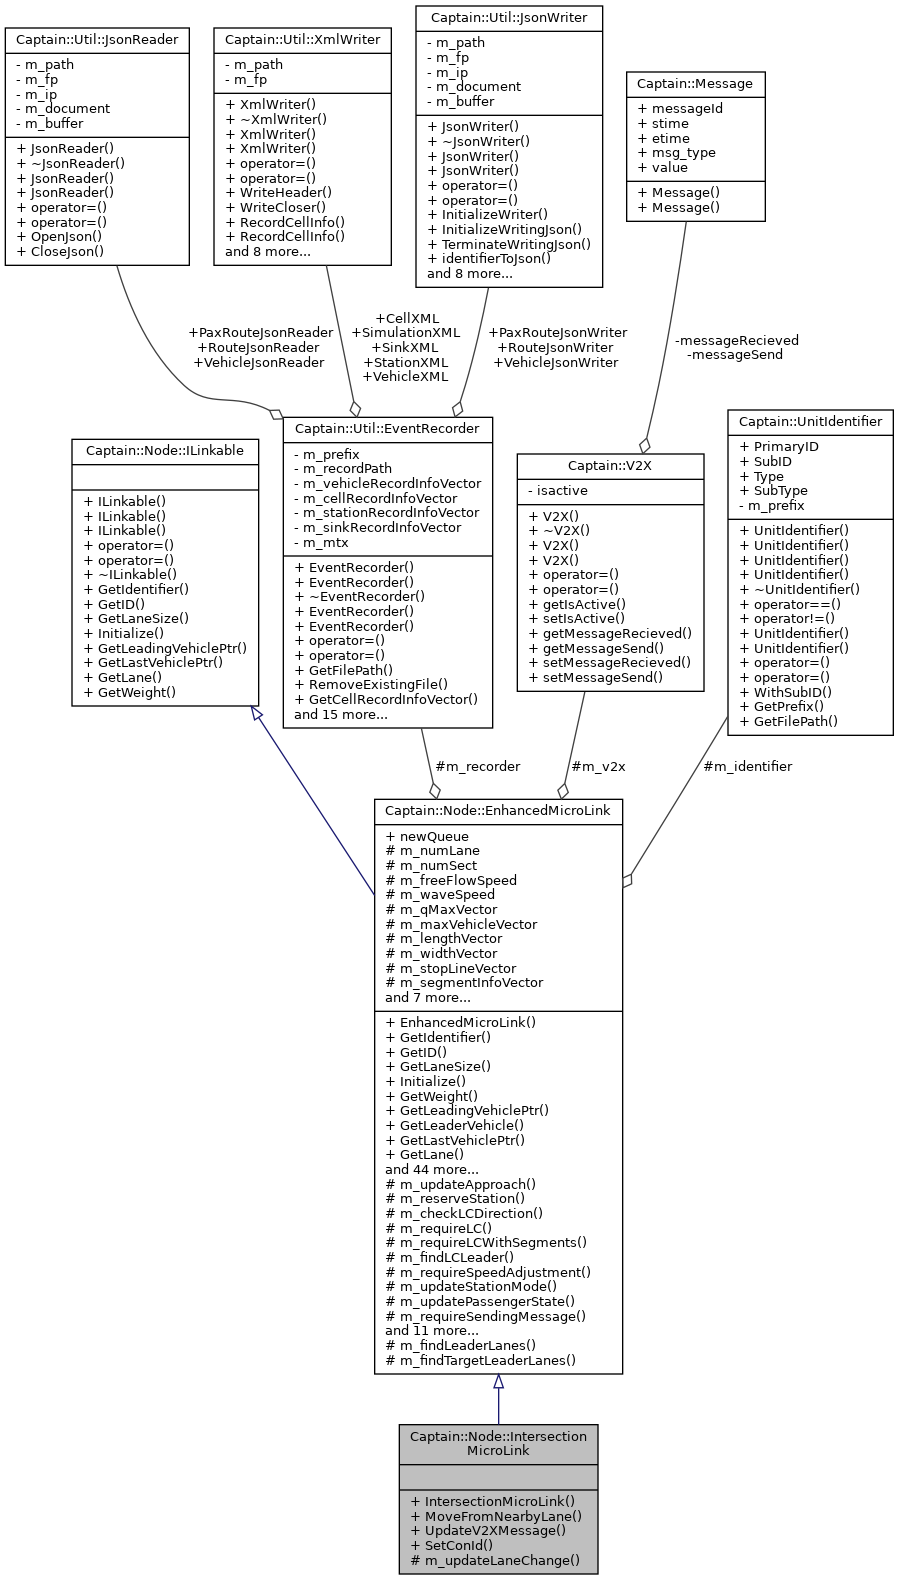 Captain::Util::JsonReader
- m_path
- m_fp
- m_ip
- m_document
- m_buffer
+ JsonReader()
+ ~JsonReader()
+ JsonReader()
+ JsonReader()
+ operator=()
+ operator=()
+ OpenJson()
+ CloseJson()
Captain::Util::XmlWriter
- m_path
- m_fp
+ XmlWriter()
+ ~XmlWriter()
+ XmlWriter()
+ XmlWriter()
+ operator=()
+ operator=()
+ WriteHeader()
+ WriteCloser()
+ RecordCellInfo()
+ RecordCellInfo()
and 8 more...
Captain::Util::JsonWriter
- m_path
- m_fp
- m_ip
- m_document
- m_buffer
+ JsonWriter()
+ ~JsonWriter()
+ JsonWriter()
+ JsonWriter()
+ operator=()
+ operator=()
+ InitializeWriter()
+ InitializeWritingJson()
+ TerminateWritingJson()
+ identifierToJson()
and 8 more...
Captain::Message
+ messageId
+ stime
+ etime
+ msg_type
+ value
+ Message()
+ Message()
+PaxRouteJsonReader
+RouteJsonReader
+VehicleJsonReader
+CellXML
+SimulationXML
+SinkXML
+StationXML
+VehicleXML
+PaxRouteJsonWriter
+RouteJsonWriter
+VehicleJsonWriter
-messageRecieved
-messageSend
Captain::Node::ILinkable
+ ILinkable()
+ ILinkable()
+ ILinkable()
+ operator=()
+ operator=()
+ ~ILinkable()
+ GetIdentifier()
+ GetID()
+ GetLaneSize()
+ Initialize()
+ GetLeadingVehiclePtr()
+ GetLastVehiclePtr()
+ GetLane()
+ GetWeight()
Captain::Util::EventRecorder
- m_prefix
- m_recordPath
- m_vehicleRecordInfoVector
- m_cellRecordInfoVector
- m_stationRecordInfoVector
- m_sinkRecordInfoVector
- m_mtx
+ EventRecorder()
+ EventRecorder()
+ ~EventRecorder()
+ EventRecorder()
+ EventRecorder()
+ operator=()
+ operator=()
+ GetFilePath()
+ RemoveExistingFile()
+ GetCellRecordInfoVector()
and 15 more...
Captain::V2X
- isactive
+ V2X()
+ ~V2X()
+ V2X()
+ V2X()
+ operator=()
+ operator=()
+ getIsActive()
+ setIsActive()
+ getMessageRecieved()
+ getMessageSend()
+ setMessageRecieved()
+ setMessageSend()
Captain::UnitIdentifier
+ PrimaryID
+ SubID
+ Type
+ SubType
- m_prefix
+ UnitIdentifier()
+ UnitIdentifier()
+ UnitIdentifier()
+ UnitIdentifier()
+ ~UnitIdentifier()
+ operator==()
+ operator!=()
+ UnitIdentifier()
+ UnitIdentifier()
+ operator=()
+ operator=()
+ WithSubID()
+ GetPrefix()
+ GetFilePath()
#m_recorder
#m_v2x
#m_identifier
Captain::Node::EnhancedMicroLink
+ newQueue
# m_numLane
# m_numSect
# m_freeFlowSpeed
# m_waveSpeed
# m_qMaxVector
# m_maxVehicleVector
# m_lengthVector
# m_widthVector
# m_stopLineVector
# m_segmentInfoVector
and 7 more...
+ EnhancedMicroLink()
+ GetIdentifier()
+ GetID()
+ GetLaneSize()
+ Initialize()
+ GetWeight()
+ GetLeadingVehiclePtr()
+ GetLeaderVehicle()
+ GetLastVehiclePtr()
+ GetLane()
and 44 more...
# m_updateApproach()
# m_reserveStation()
# m_checkLCDirection()
# m_requireLC()
# m_requireLCWithSegments()
# m_findLCLeader()
# m_requireSpeedAdjustment()
# m_updateStationMode()
# m_updatePassengerState()
# m_requireSendingMessage()
and 11 more...
# m_findLeaderLanes()
# m_findTargetLeaderLanes()
Captain::Node::Intersection
MicroLink
+ IntersectionMicroLink()
+ MoveFromNearbyLane()
+ UpdateV2XMessage()
+ SetConId()
# m_updateLaneChange()